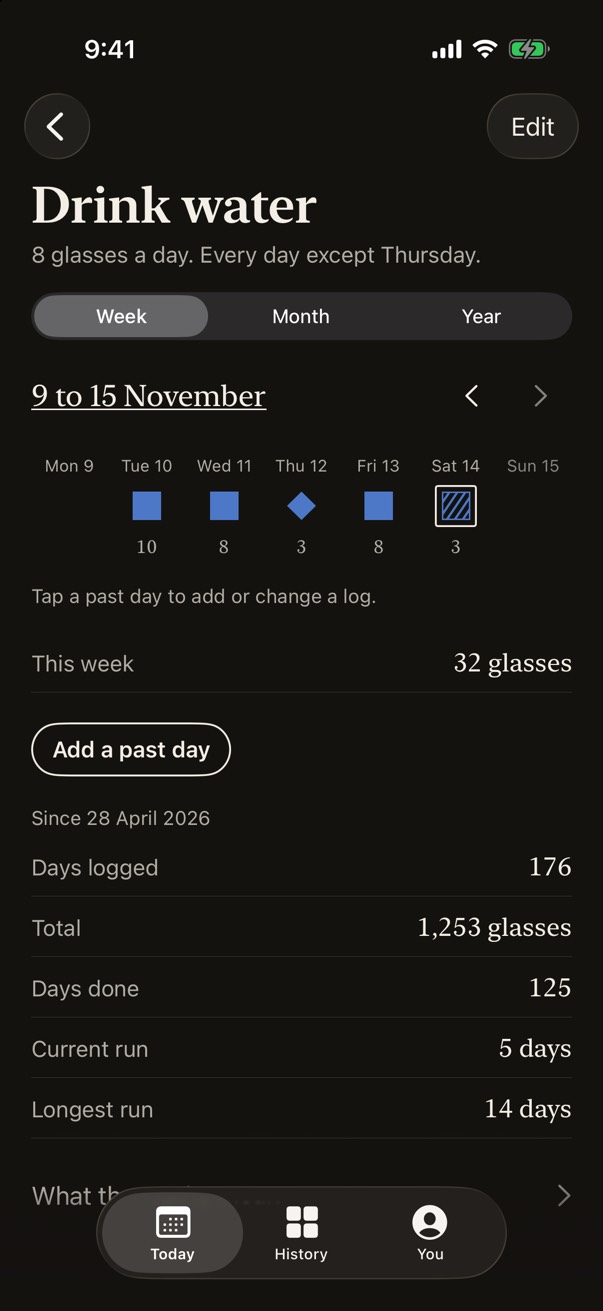 9:41
Edit
Drink water
8 glasses a day. Every day except Thursday.
Week Month Year
9 to 15 November
Mon 9 Tue 10 Wed 11 Thu 12 Fri 13 Sat 14 Sun 15
10 8 3 8 3
Tap a past day to add or change a log.
This week 32 glasses
Add a past day
Since 28 April 2026
Days logged 176
Total 1,253 glasses
Days done 125
Current run 5 days
Longest run 14 days
What
Today History You